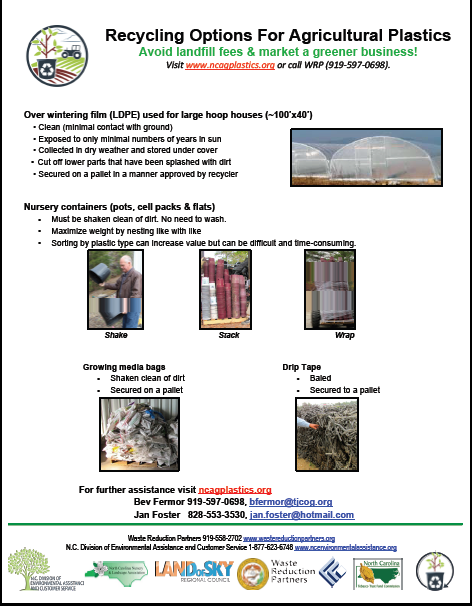 Recycling Options For Agricultural Plastics
Avoid landfill fees & market a greener business!
Visit www.ncagplastics.org or call WRP (919-597-0698).
Over wintering film (LDPE) used for large hoop houses (~100'x40')
• Clean (minimal contact with ground)
• Exposed to only minimal numbers of years in sun
• Collected in dry weather and stored under cover
• Cut off lower parts that have been splashed with dirt
• Secured on a pallet in a manner approved by recycler
Nursery containers (pots, cell packs & flats)
• Must be shaken clean of dirt. No need to wash.
• Maximize weight by nesting like with like
• Sorting by plastic type can increase value but can be difficult and time-consuming.
Shake
Stack
Wrap
Growing media bags
• Shaken clean of dirt
• Secured on a pallet
Drip Tape
• Baled
• Secured to a pallet
For further assistance visit ncagplastics.org
Bev Fermor 919-597-0698, bfermor@tjcog.org
Jan Foster 828-553-3530, jan.foster@hotmail.com
Waste Reduction Partners 919-558-2702 www.wastereductionpartners.org
N.C. Division of Environmental Assistance and Customer Service 1-877-623-6748 www.ncenvironmentalassistance.org
N.C. DIVISION OF
ENVIRONMENTAL ASSISTANCE
AND CUSTOMER SERVICE
North Carolina Nursery
& Landscape Association
LAND OF SKY
REGIONAL COUNCIL
Waste
Reduction
Partners
North Carolina
Tobacco Trust Fund Commission